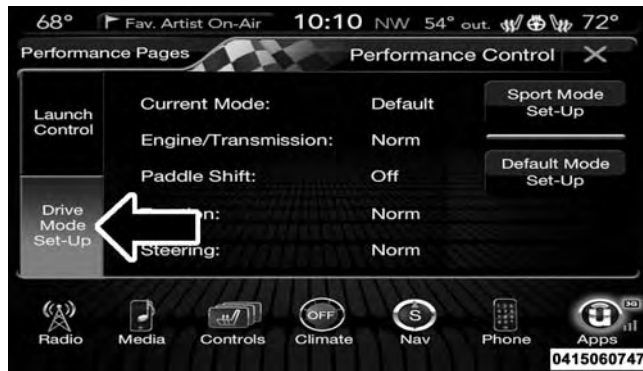 68° Fav. Artist On-Air 10:10 NW 54° out. 72°
Performance Pages Performance Control
Launch
Control
Drive
Mode
Set-Up
Current Mode: Default
Engine/Transmission: Norm
Paddle Shift: Off
Norm
Steering: Norm
Sport Mode
Set-Up
Default Mode
Set-Up
OFF
S
3G
Radio Media Controls Climate Nav Phone Apps
0415060747